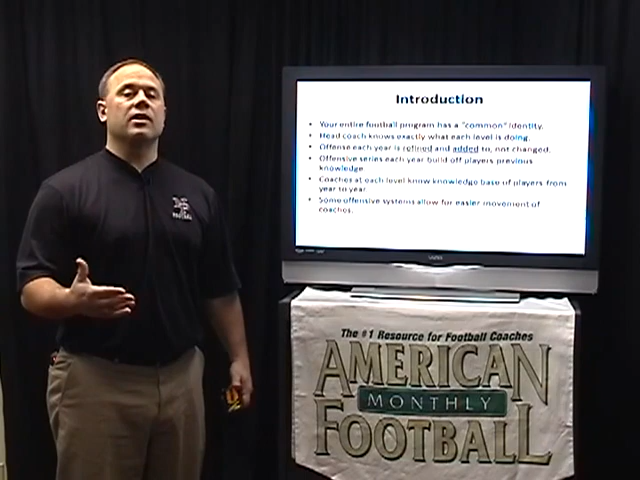 Introduction
• Your entire football program has a "common" identity.
• Head coach knows exactly what each level is doing.
• Offense each year is refined and added to, not changed.
• Offensive series each year build off players previous
knowledge.
• Coaches at each level know knowledge base of players from
year to year.
• Some offensive systems allow for easier movement of
coaches.
VIZIO
The #1 Resource for Football Coaches
AMERICAN
MONTHLY
FOOTBALL